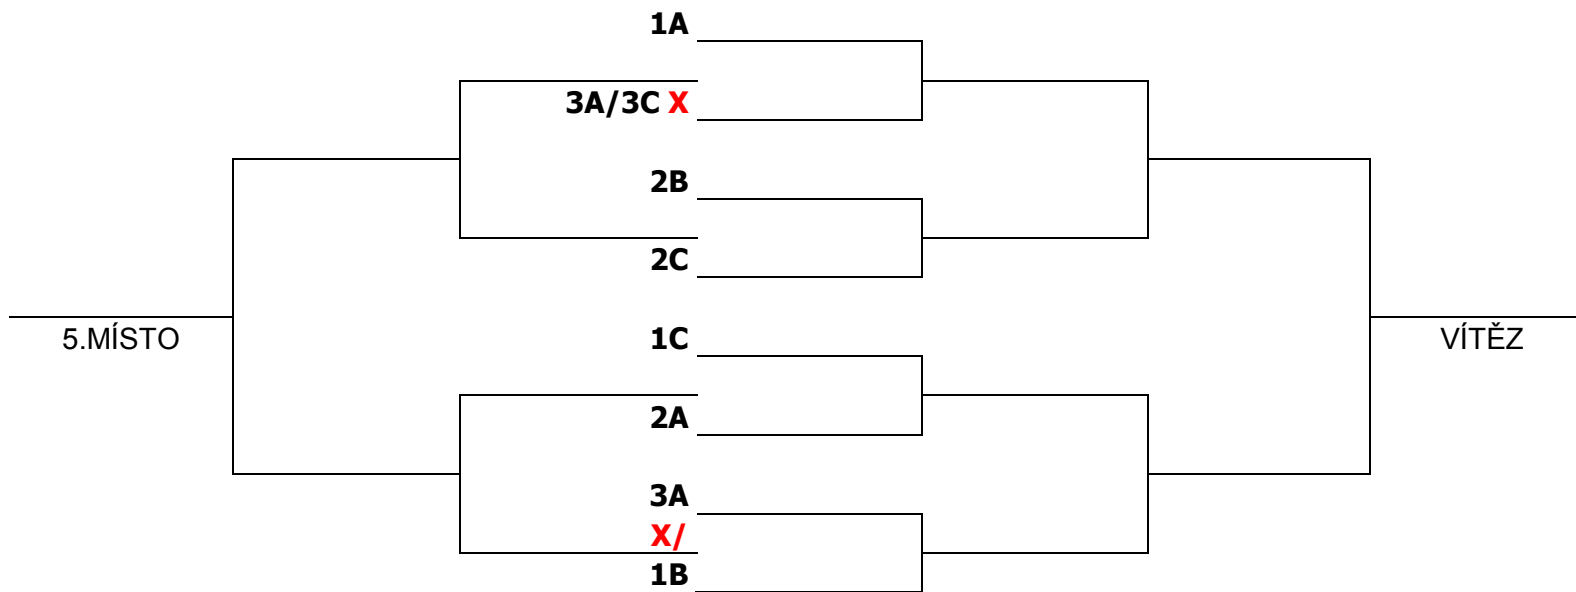 1A
3A/3C X
2B
2C
5.MÍSTO
1C
VÍTĚZ
2A
3A
X/
1B